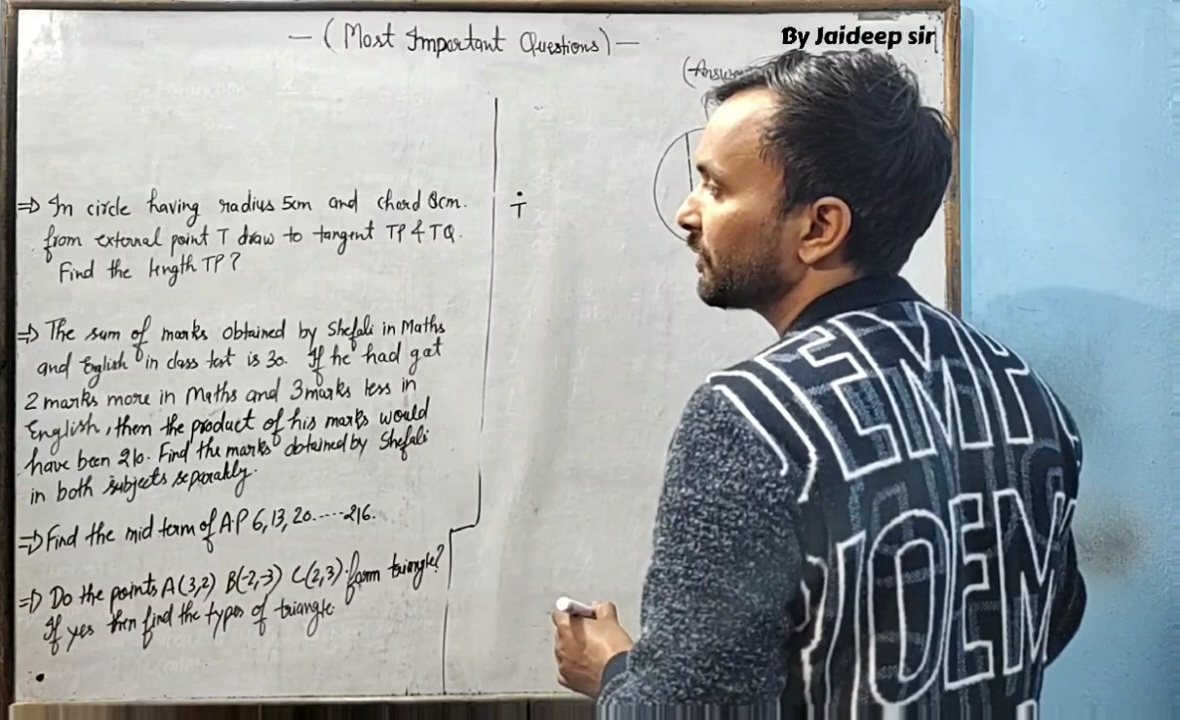 — (Most Important Questions) —
By Jaideep sir
⇒ In circle having radius 5cm and chord 8cm.
from external point T draw to tangent TP & TQ.
Find the length TP?
T
⇒ The sum of marks obtained by Shefali in Maths
and English in class test is 30. If he had got
2 marks more in Maths and 3 marks less in
English, then the product of his marks would
have been 210. Find the marks obtained by Shefali
in both subjects separately.
⇒ Find the mid term of A.P 6, 13, 20.....216.
⇒ Do the points A(3,2) B(-2,-3) C(2,3) form triangle?
If yes then find the types of triangle.
JEMP
OEM